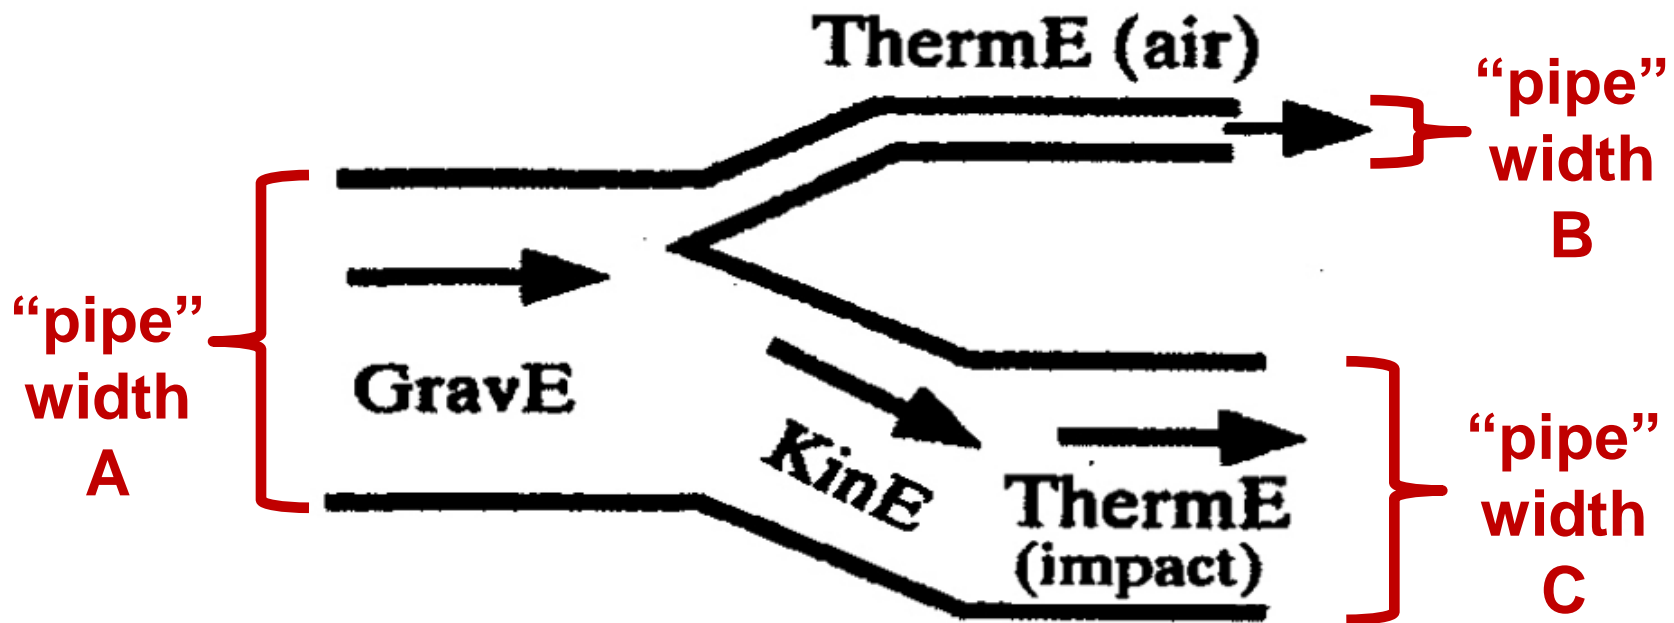 ThermE (air)
“pipe”
width
B
“pipe”
width
A
GravE
KinE
ThermE
(impact)
“pipe”
width
C